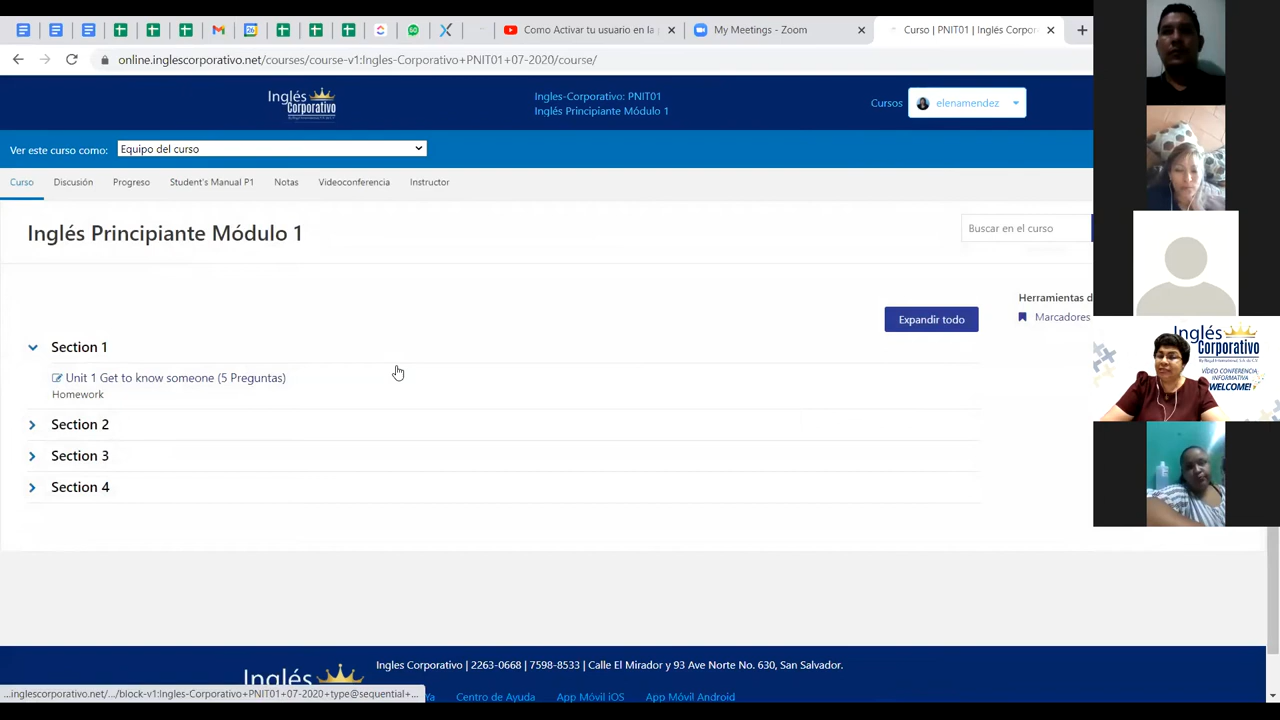 Como Activar tu usuario en la
My Meetings - Zoom
Curso | PNIT01 | Inglés Corpor
online.inglescorporativo.net/courses/course-v1:Ingles-Corporativo+PNIT01+07-2020/course/
Inglés
Corporativo
Ingles-Corporativo: PNIT01
Inglés Principiante Módulo 1
Cursos
elenamendez
Ver este curso como:
Equipo del curso
Curso
Discusión
Progreso
Student's Manual P1
Notas
Videoconferencia
Instructor
Inglés Principiante Módulo 1
Buscar en el curso
Herramientas d
Marcadores
Expandir todo
Section 1
Unit 1 Get to know someone (5 Preguntas)
Homework
Section 2
Section 3
Section 4
Inglés
Corporativo
VÍDEO CONFERENCIA
INFORMATIVA
WELCOME!
Ingles Corporativo | 2263-0668 | 7598-8533 | Calle El Mirador y 93 Ave Norte No. 630, San Salvador.
Inglés
Ya
Centro de Ayuda
App Móvil iOS
App Móvil Android
...inglescorporativo.net/.../block-v1:Ingles-Corporativo+PNIT01+07-2020+type@sequential+...